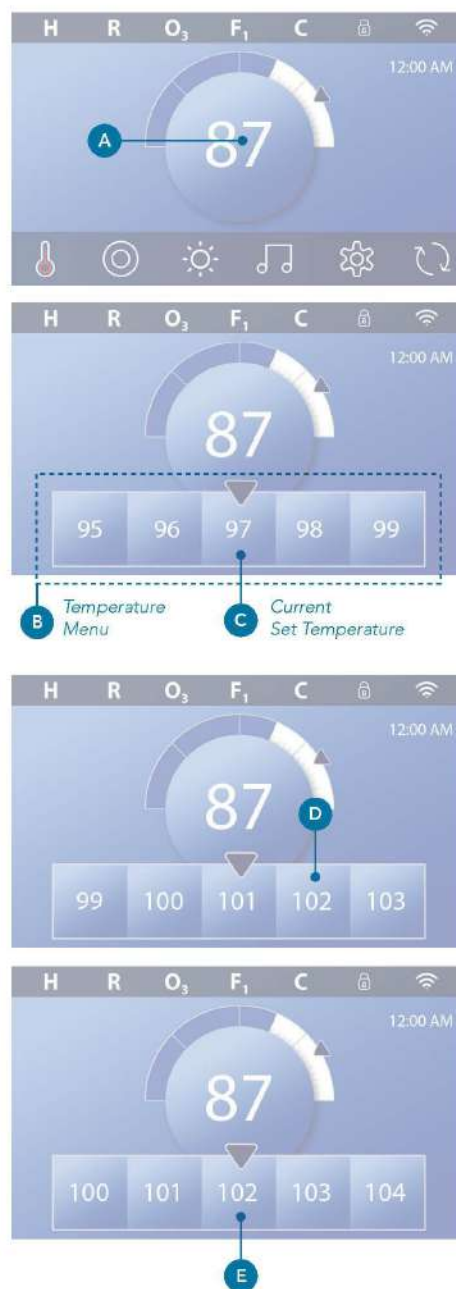 H R O₃ F₁ C
12:00 AM
A
87
H R O₃ F₁ C
12:00 AM
87
95 96 97 98 99
B Temperature Menu
C Current Set Temperature
H R O₃ F₁ C
12:00 AM
87
D
99 100 101 102 103
H R O₃ F₁ C
12:00 AM
87
100 101 102 103 104
E